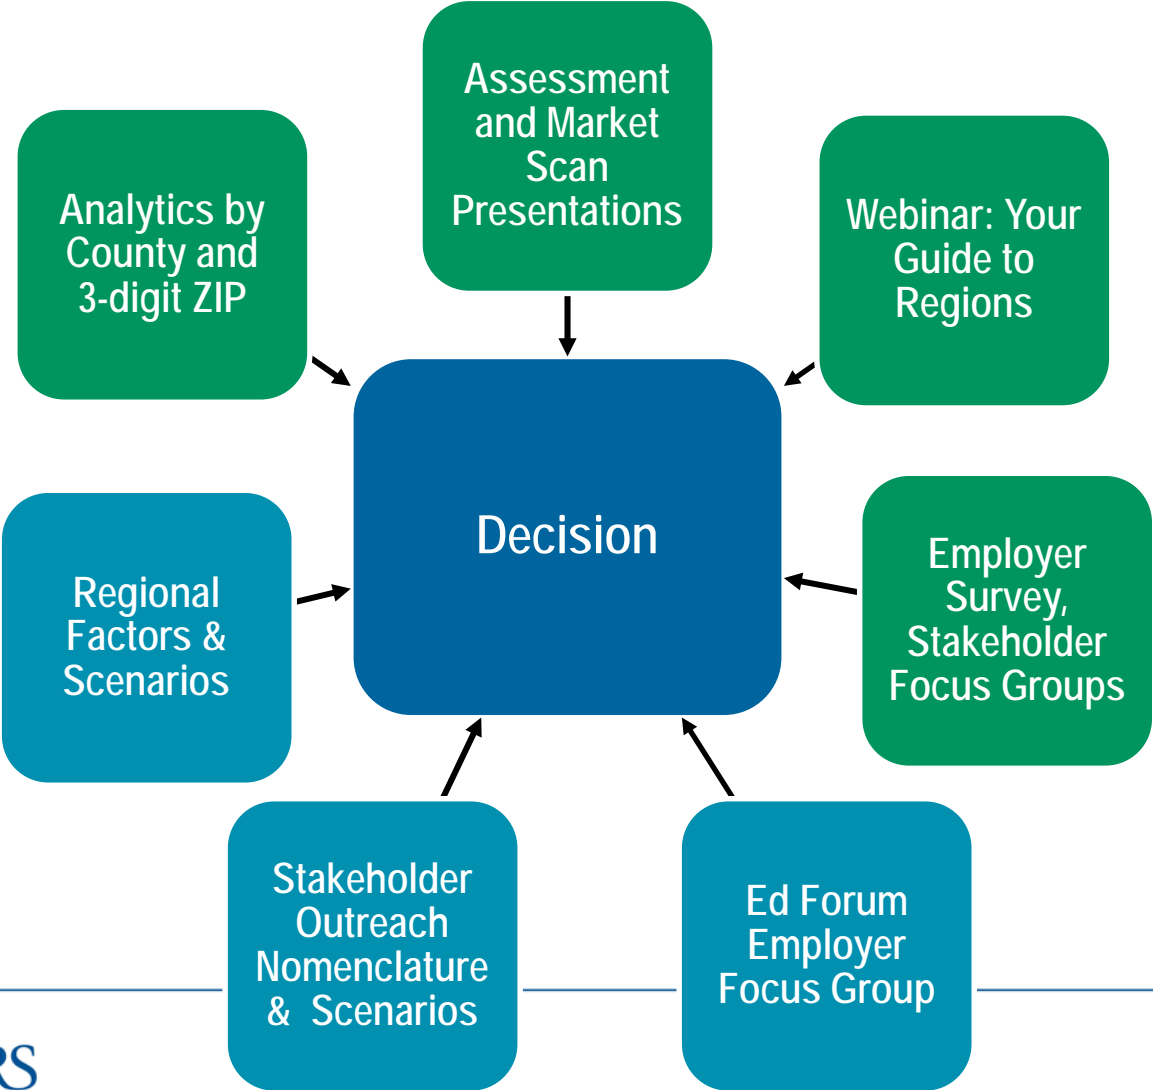 Assessment
and Market
Scan
Presentations
Analytics by
County and
3-digit ZIP
Webinar: Your
Guide to
Regions
Decision
Employer
Survey,
Stakeholder
Focus Groups
Regional
Factors &
Scenarios
Stakeholder
Outreach
Nomenclature
& Scenarios
Ed Forum
Employer
Focus Group
RS